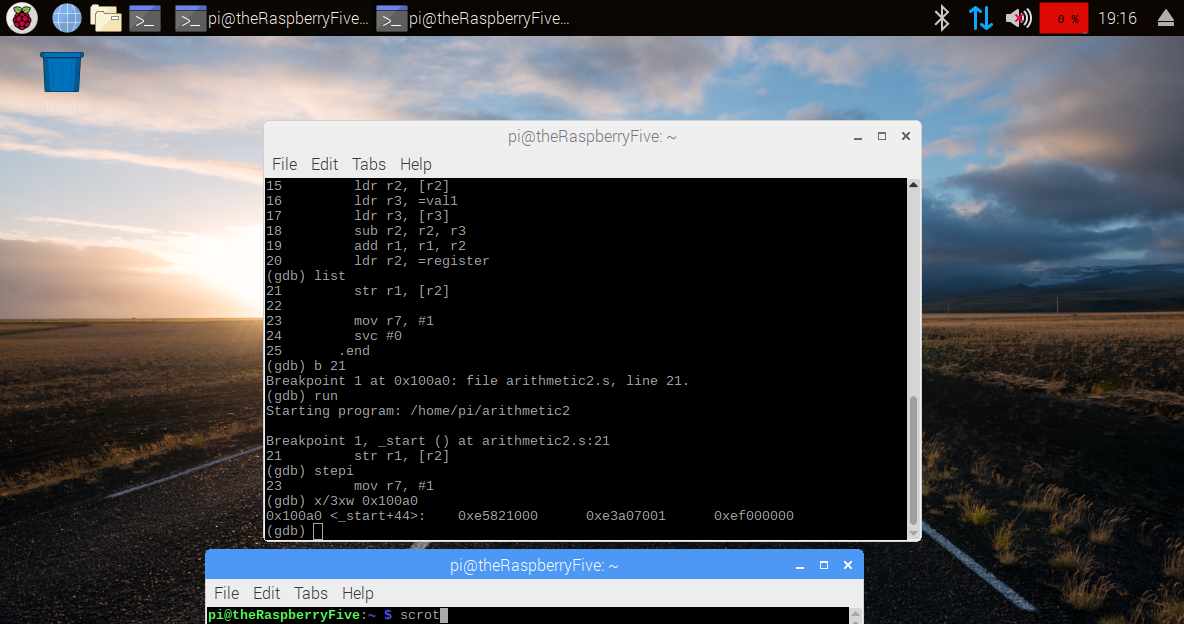 pi@theRaspberryFive... pi@theRaspberryFive... 0 % 19:16
Trash
pi@theRaspberryFive: ~
File Edit Tabs Help
15         ldr r2, [r2]
16         ldr r3, =val1
17         ldr r3, [r3]
18         sub r2, r2, r3
19         add r1, r1, r2
20         ldr r2, =register
(gdb) list
21         str r1, [r2]
22
23         mov r7, #1
24         svc #0
25       .end
(gdb) b 21
Breakpoint 1 at 0x100a0: file arithmetic2.s, line 21.
(gdb) run
Starting program: /home/pi/arithmetic2
Breakpoint 1, _start () at arithmetic2.s:21
21         str r1, [r2]
(gdb) stepi
23         mov r7, #1
(gdb) x/3xw 0x100a0
0x100a0 <_start+44>:    0xe5821000      0xe3a07001      0xef000000
(gdb)
pi@theRaspberryFive: ~
File Edit Tabs Help
pi@theRaspberryFive:~ $ scrot